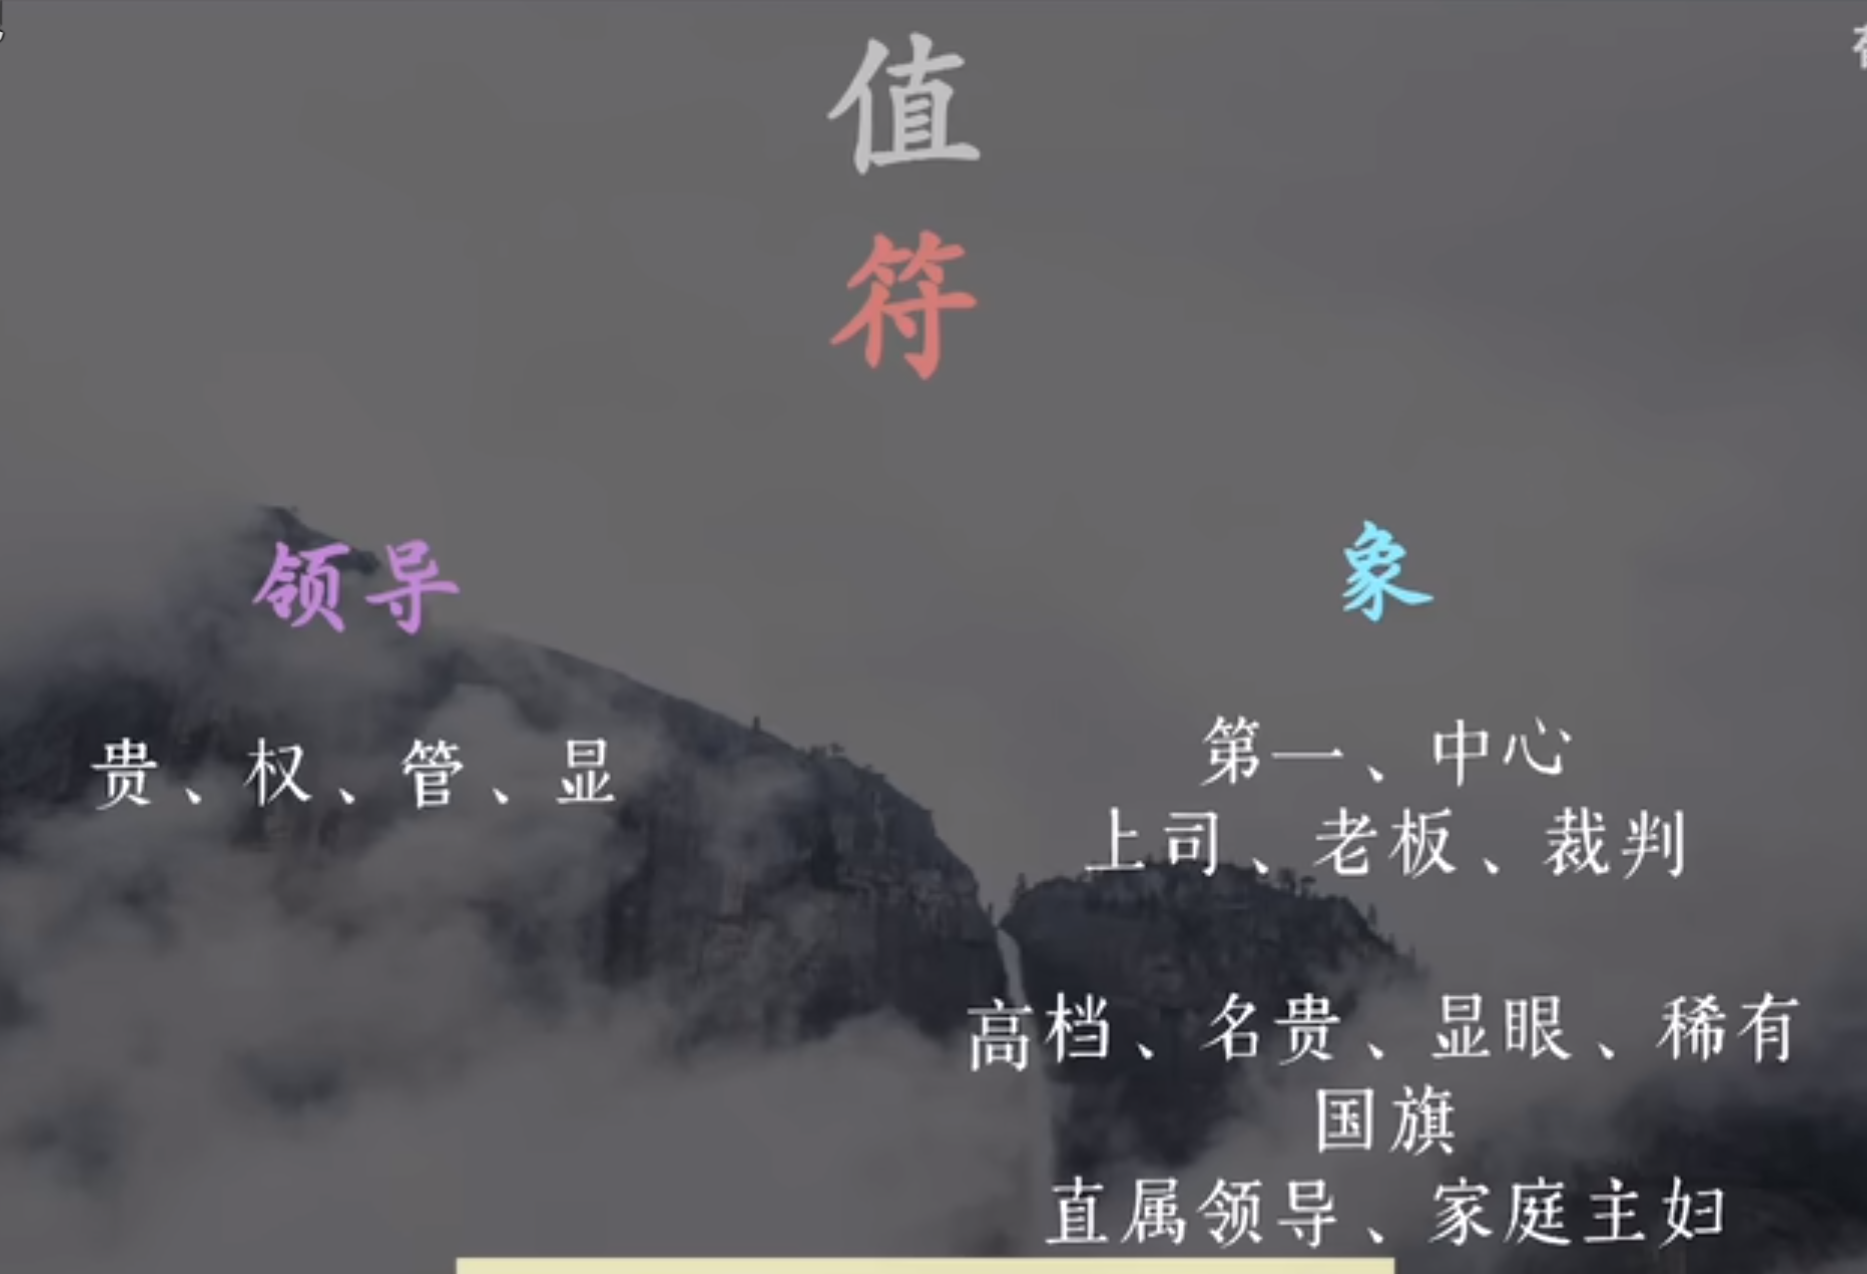 值
符
领导
象
贵、权、管、显
第一、中心
上司、老板、裁判
高档、名贵、显眼、稀有
国旗
直属领导、家庭主妇